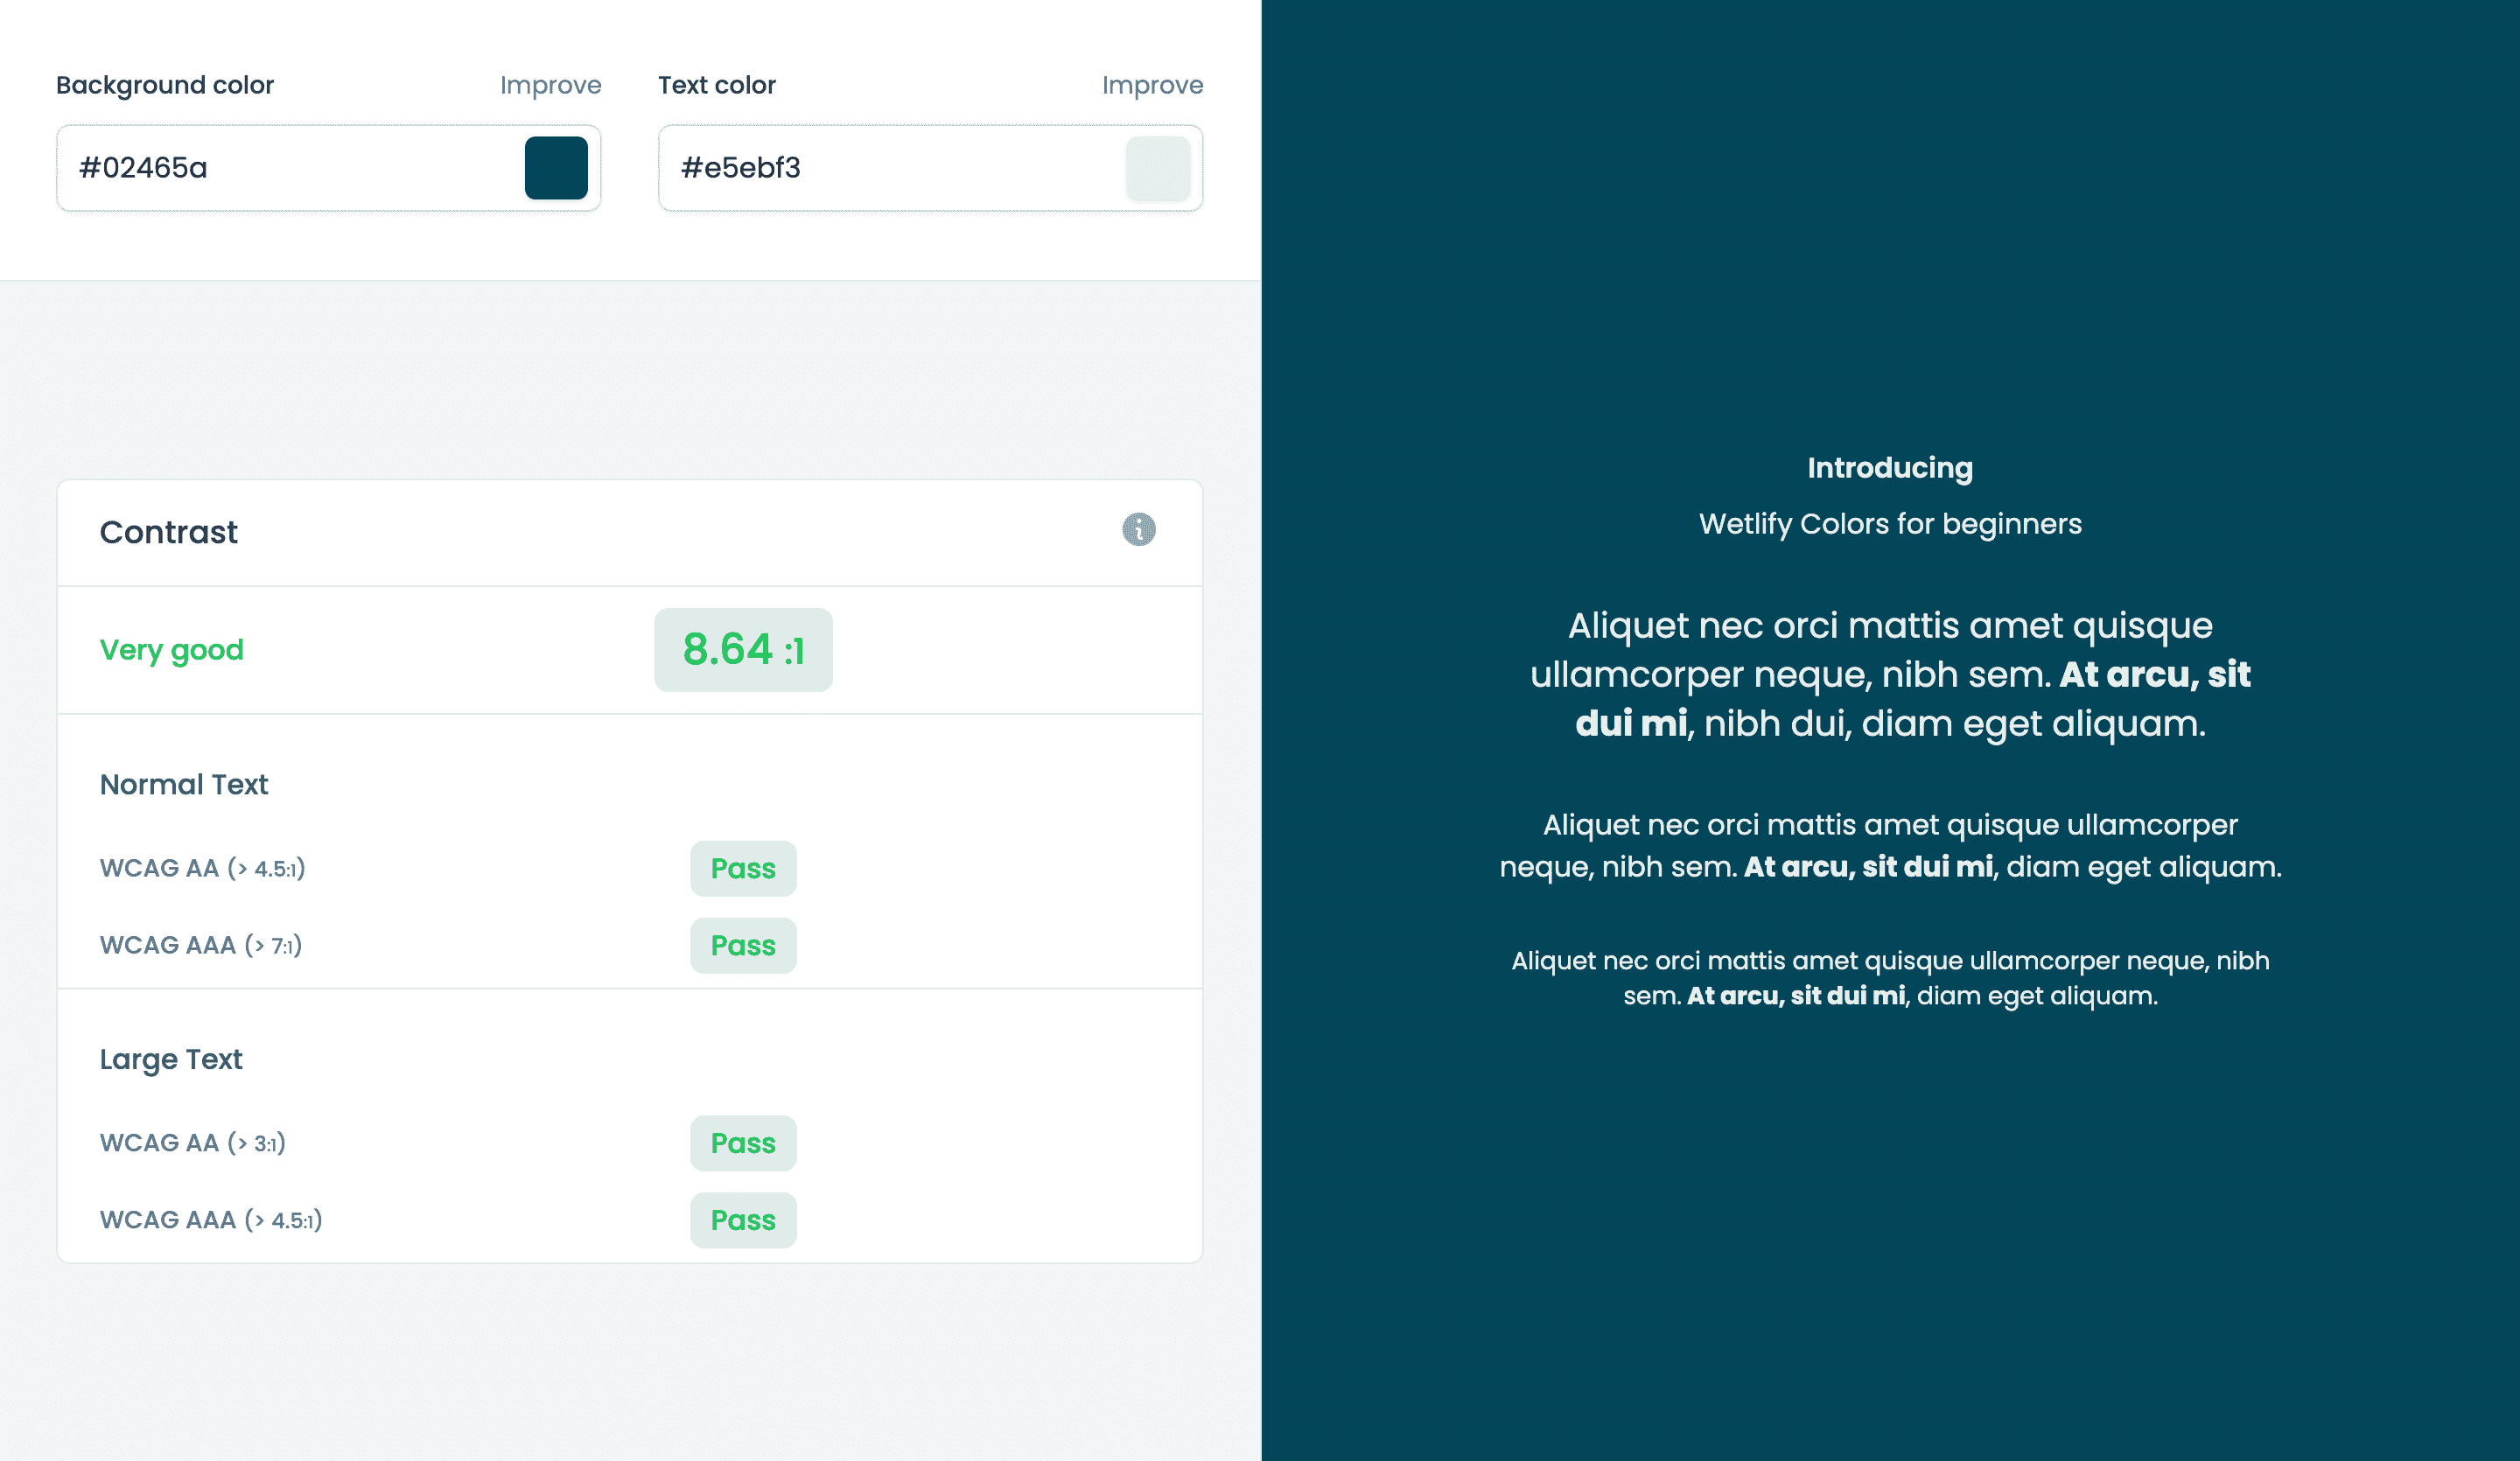 Background color
Improve
Text color
Improve
#02465a
#e5ebf3
Contrast
Very good
8.64 :1
Normal Text
WCAG AA (> 4.5:1)
Pass
WCAG AAA (> 7:1)
Pass
Large Text
WCAG AA (> 3:1)
Pass
WCAG AAA (> 4.5:1)
Pass
Introducing
Wetlify Colors for beginners
Aliquet nec orci mattis amet quisque
ullamcorper neque, nibh sem. At arcu, sit
dui mi, nibh dui, diam eget aliquam.
Aliquet nec orci mattis amet quisque ullamcorper
neque, nibh sem. At arcu, sit dui mi, diam eget aliquam.
Aliquet nec orci mattis amet quisque ullamcorper neque, nibh
sem. At arcu, sit dui mi, diam eget aliquam.